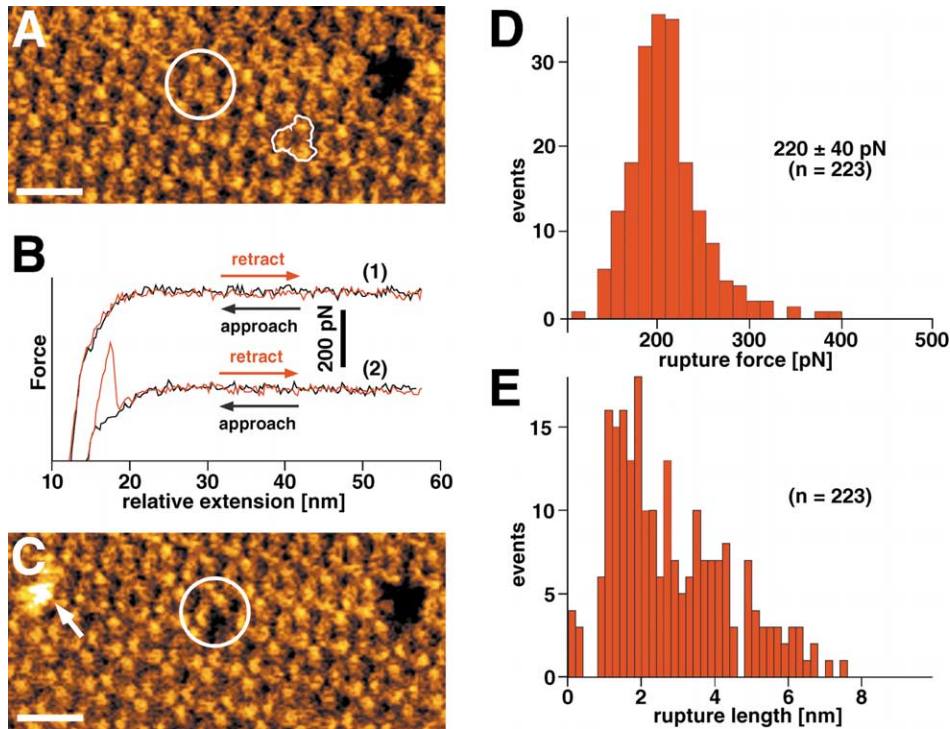 A
B
Force
retract
(1)
approach
200 pN
retract
(2)
approach
10 20 30 40 50 60
relative extension [nm]
C
D
events
30
20
10
0
220 ± 40 pN
(n = 223)
200 300 400 500
rupture force [pN]
E
events
15
10
5
0
(n = 223)
0 2 4 6 8
rupture length [nm]